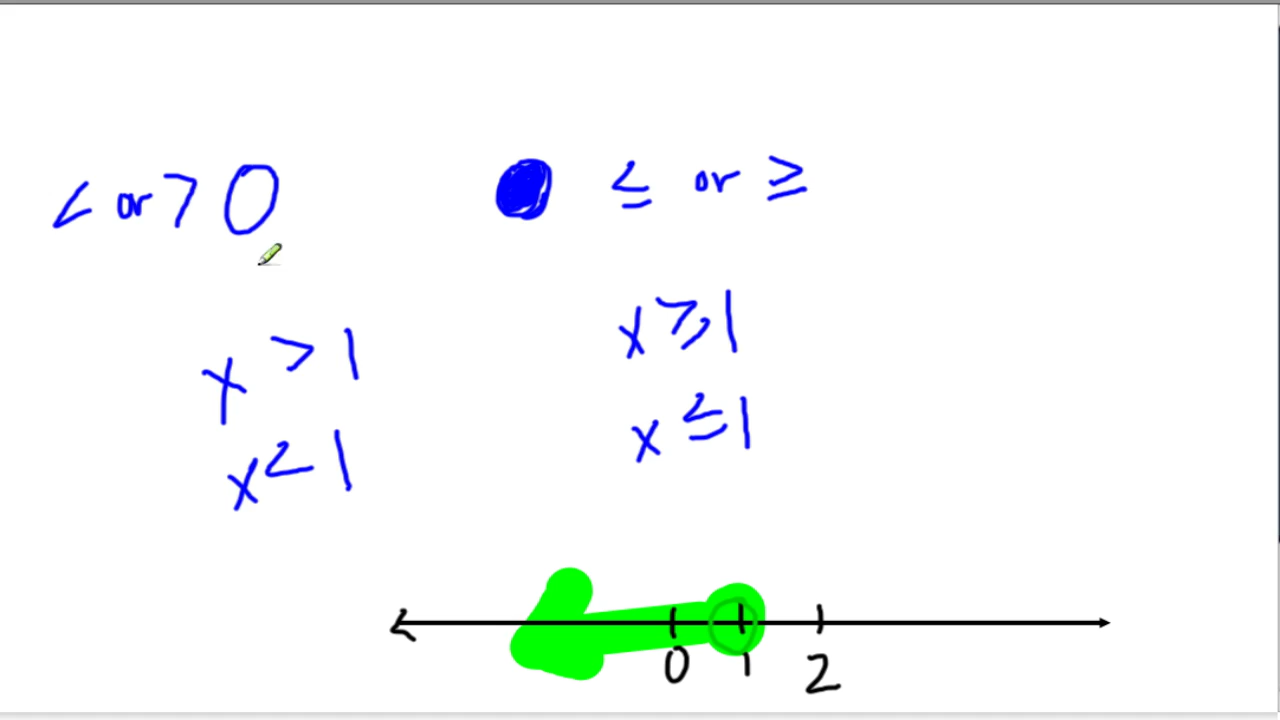 < or > O
≤ or ≥
x > 1
x < 1
x ≥ 1
x ≤ 1
0 1 2